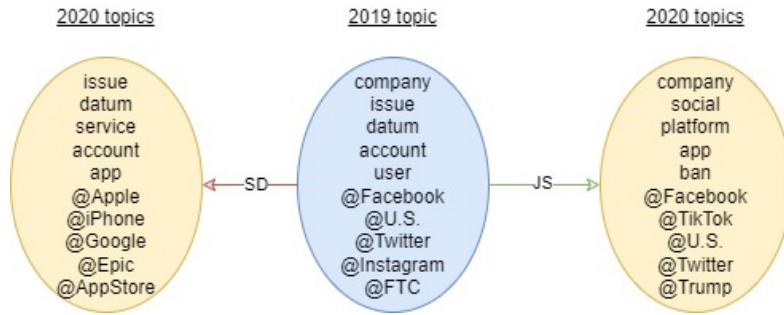 2020 topics
issue
datum
service
account
app
@Apple
@iPhone
@Google
@Epic
@AppStore
SD
2019 topic
company
issue
datum
account
user
@Facebook
@U.S.
@Twitter
@Instagram
@FTC
JS
2020 topics
company
social
platform
app
ban
@Facebook
@TikTok
@U.S.
@Twitter
@Trump